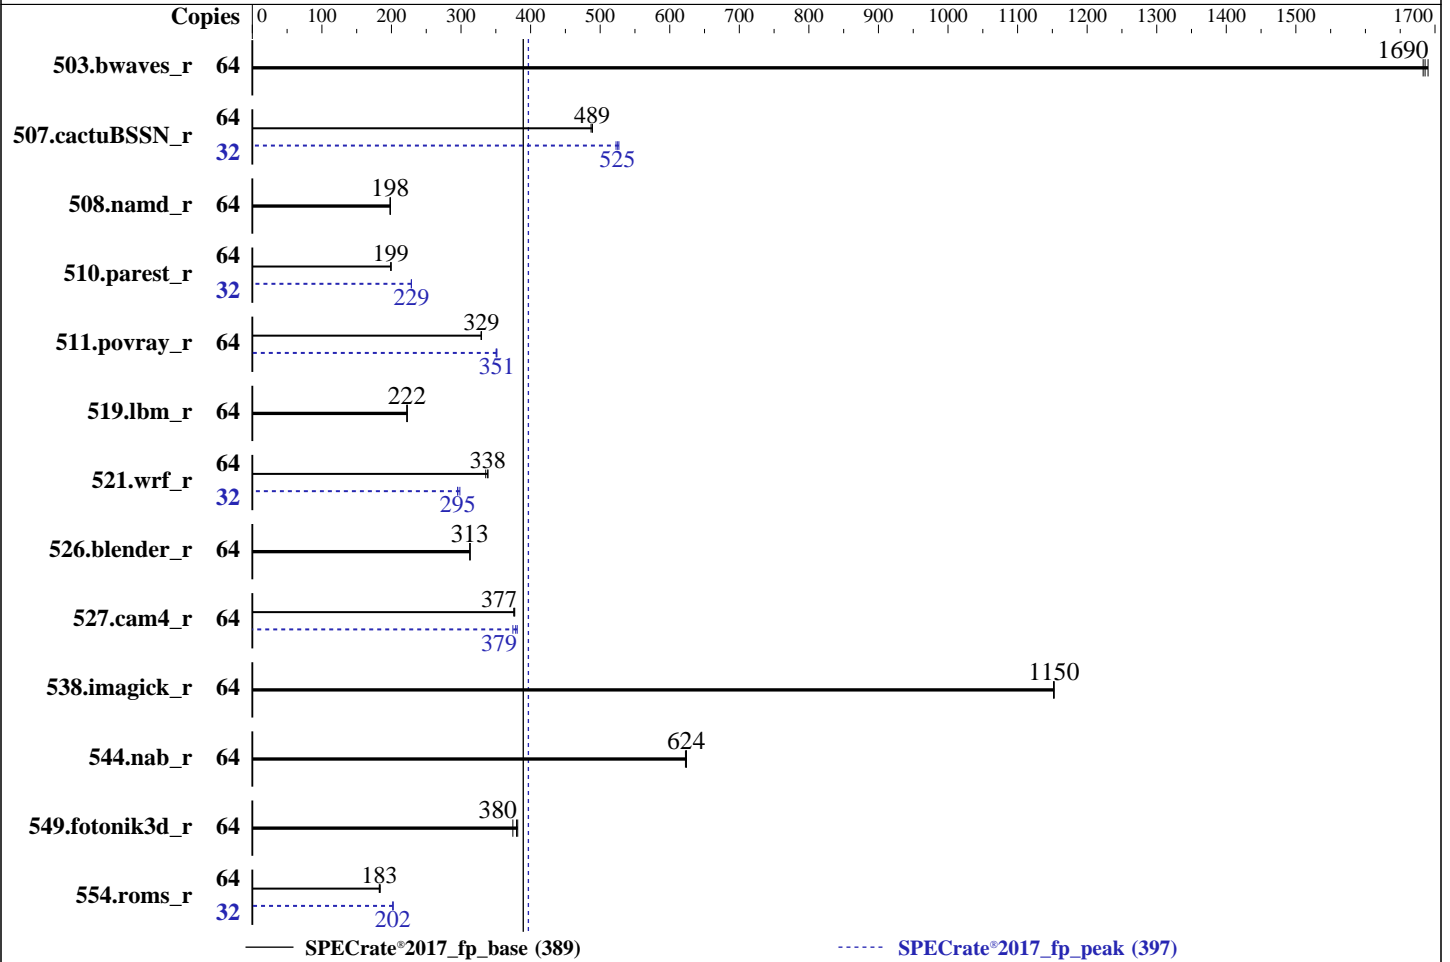 Copies 0 100 200 300 400 500 600 700 800 900 1000 1100 1200 1300 1400 1500 1700
503.bwaves_r 64 1690
507.cactuBSSN_r 64 489
32 525
508.namd_r 64 198
510.parest_r 64 199
32 229
511.povray_r 64 329
351
519.lbm_r 64 222
521.wrf_r 64 338
32 295
526.blender_r 64 313
527.cam4_r 64 377
379
538.imagick_r 64 1150
544.nab_r 64 624
549.fotonik3d_r 64 380
554.roms_r 64 183
32 202
SPECrate®2017_fp_base (389) SPECrate®2017_fp_peak (397)